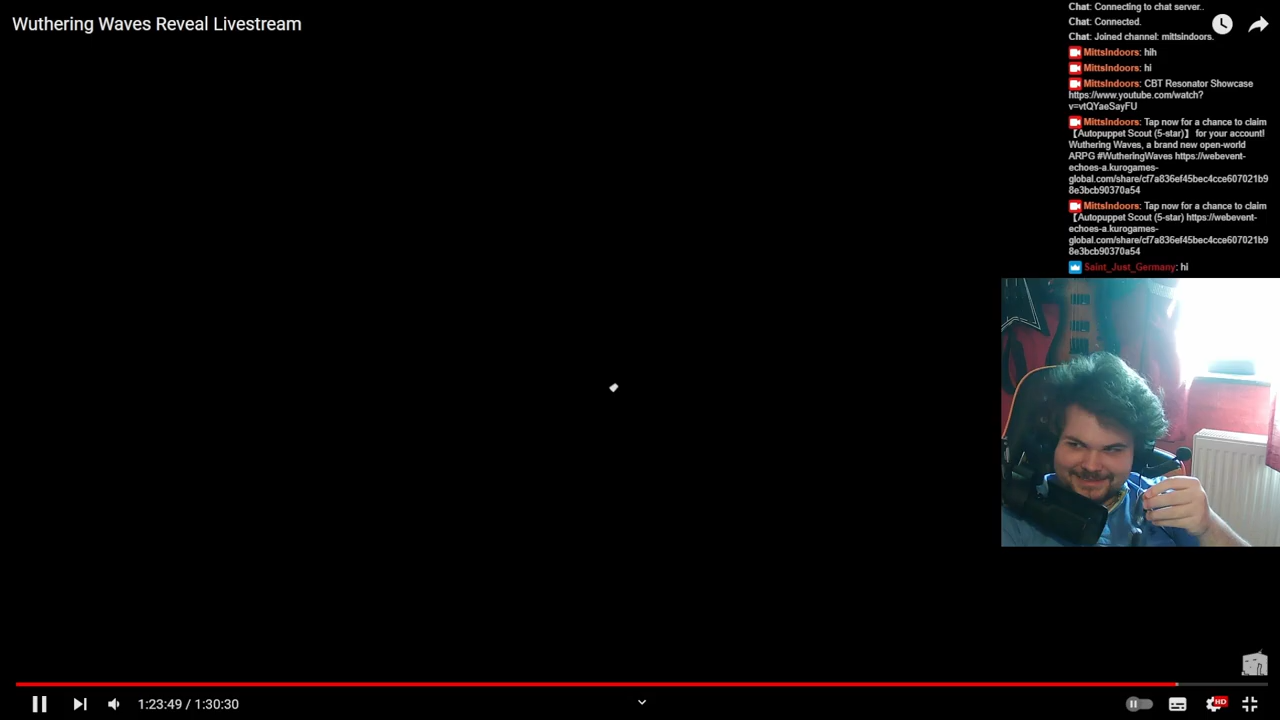 Wuthering Waves Reveal Livestream
Chat: Connecting to chat server..
Chat: Connected.
Chat: Joined channel: mittsindoors.
MittsIndoors: hih
MittsIndoors: hi
MittsIndoors: CBT Resonator Showcase
https://www.youtube.com/watch?
v=vtQYaeSayFU
MittsIndoors: Tap now for a chance to claim
【Autopuppet Scout (5-star)】 for your account!
Wuthering Waves, a brand new open-world
ARPG #WutheringWaves https://webevent-
echoes-a.kurogames-
global.com/share/cf7a836ef45bec4cce607021b9
8e3bcb90370a54
MittsIndoors: Tap now for a chance to claim
【Autopuppet Scout (5-star) https://webevent-
echoes-a.kurogames-
global.com/share/cf7a836ef45bec4cce607021b9
8e3bcb90370a54
Saint_Just_Germany: hi
1:23:49 / 1:30:30
HD